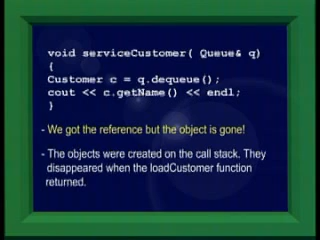 void serviceCustomer( Queue& q)
{
Customer c = q.dequeue();
cout << c.getName() << endl;
}
- We got the reference but the object is gone!
- The objects were created on the call stack. They
disappeared when the loadCustomer function
returned.